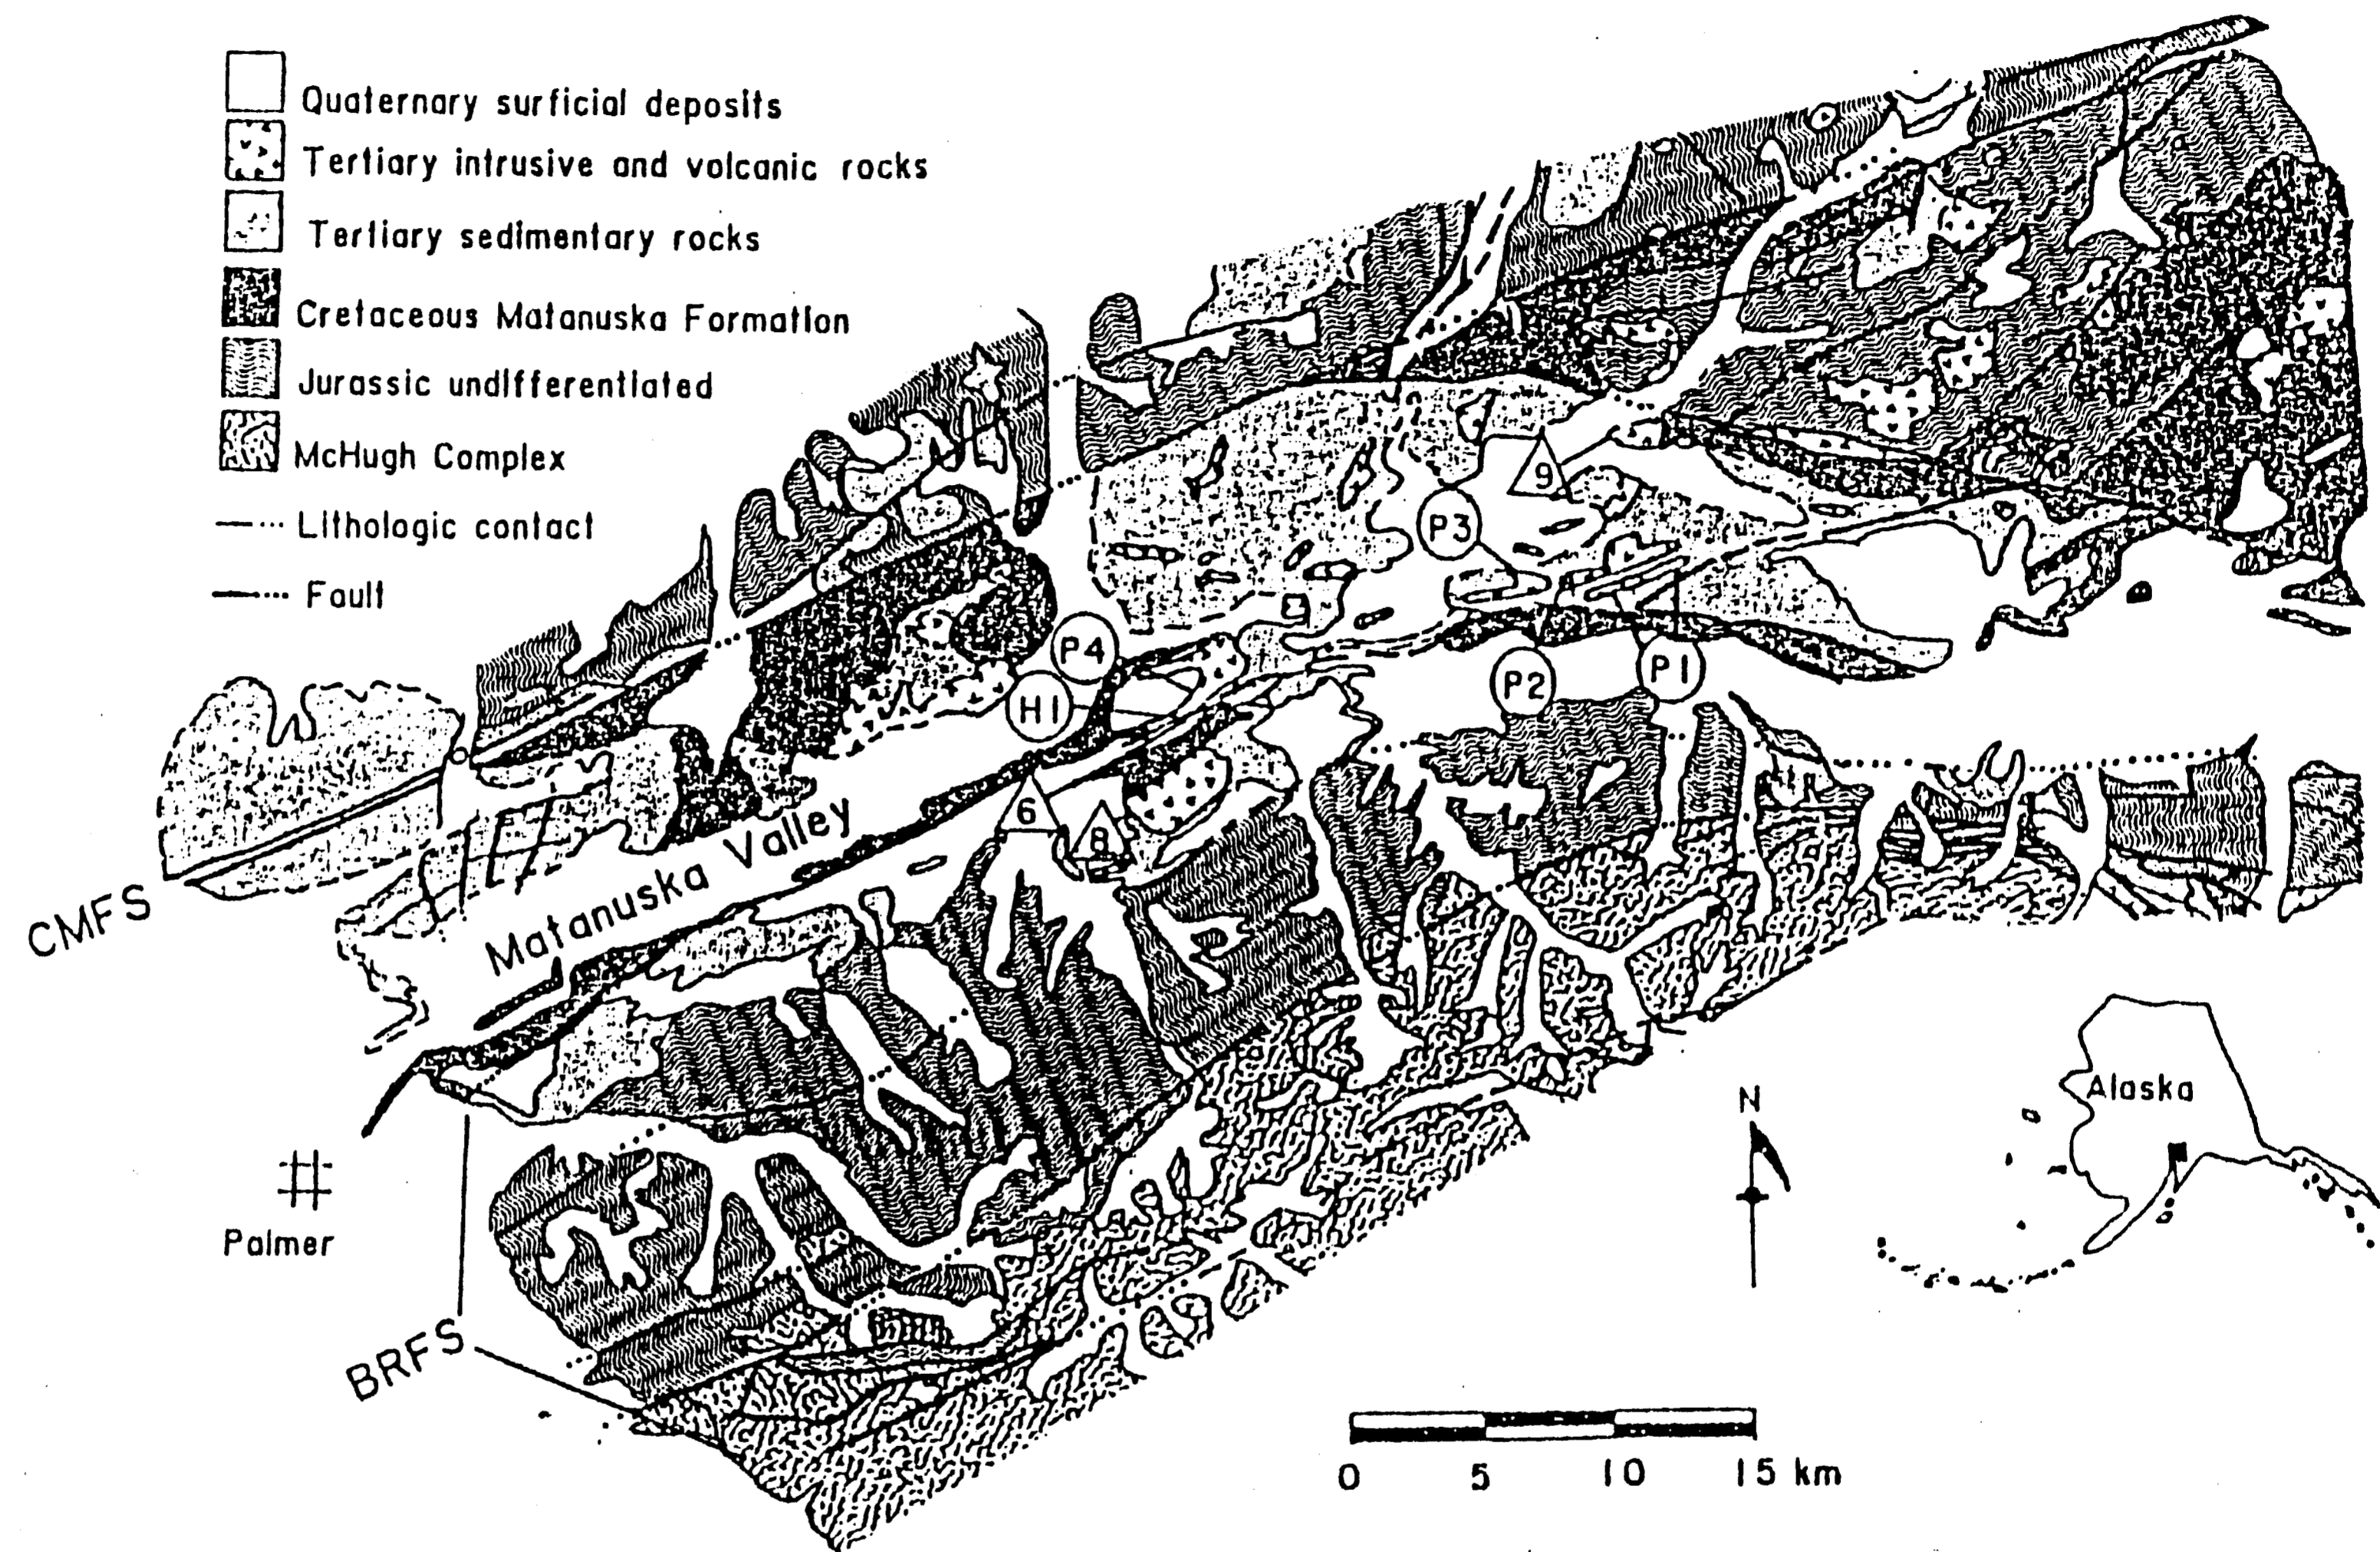 Quaternary surficial deposits
Tertiary intrusive and volcanic rocks
Tertiary sedimentary rocks
Cretaceous Matanuska Formation
Jurassic undifferentiated
McHugh Complex
Lithologic contact
Fault
9
P3
P4
H1
P2
P1
6
8
Matanuska Valley
CMFS
Palmer
BRFS
N
Alaska
0 5 10 15 km